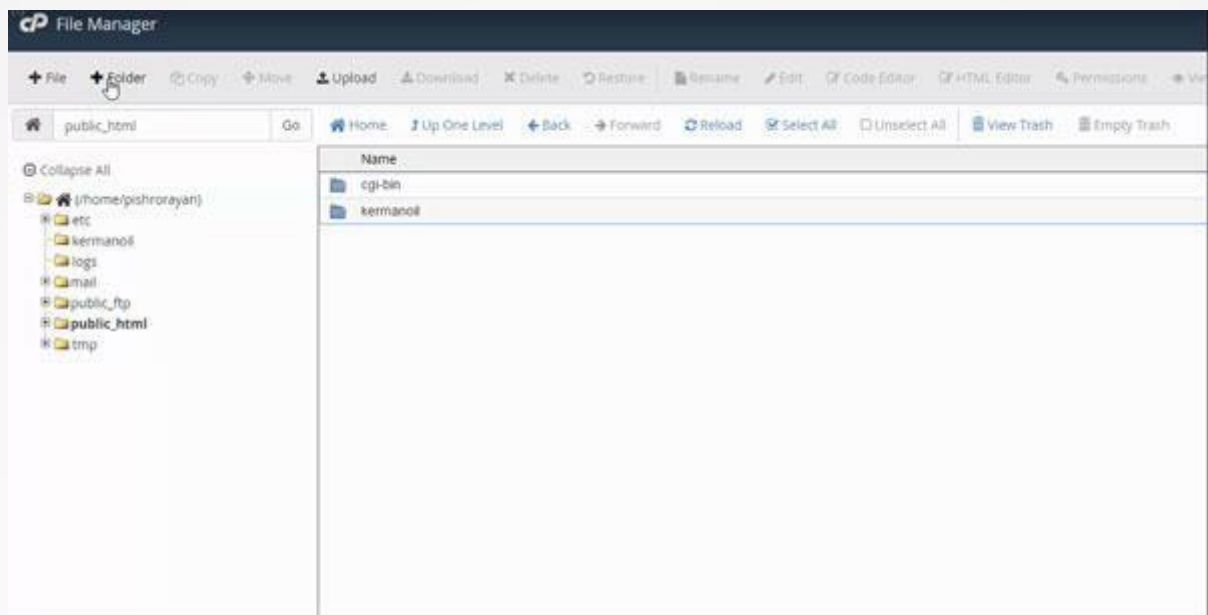 cP File Manager
+ File + Folder Copy Move Upload Download Delete Restore Rename Edit Code Editor HTML Editor Permissions
public_html Go Home Up One Level Back Forward Reload Select All Unselect All View Trash Empty Trash
Collapse All
(/home/pishrorayan)
etc
kermanoil
logs
mail
public_ftp
public_html
tmp
Name
cgi-bin
kermanoil